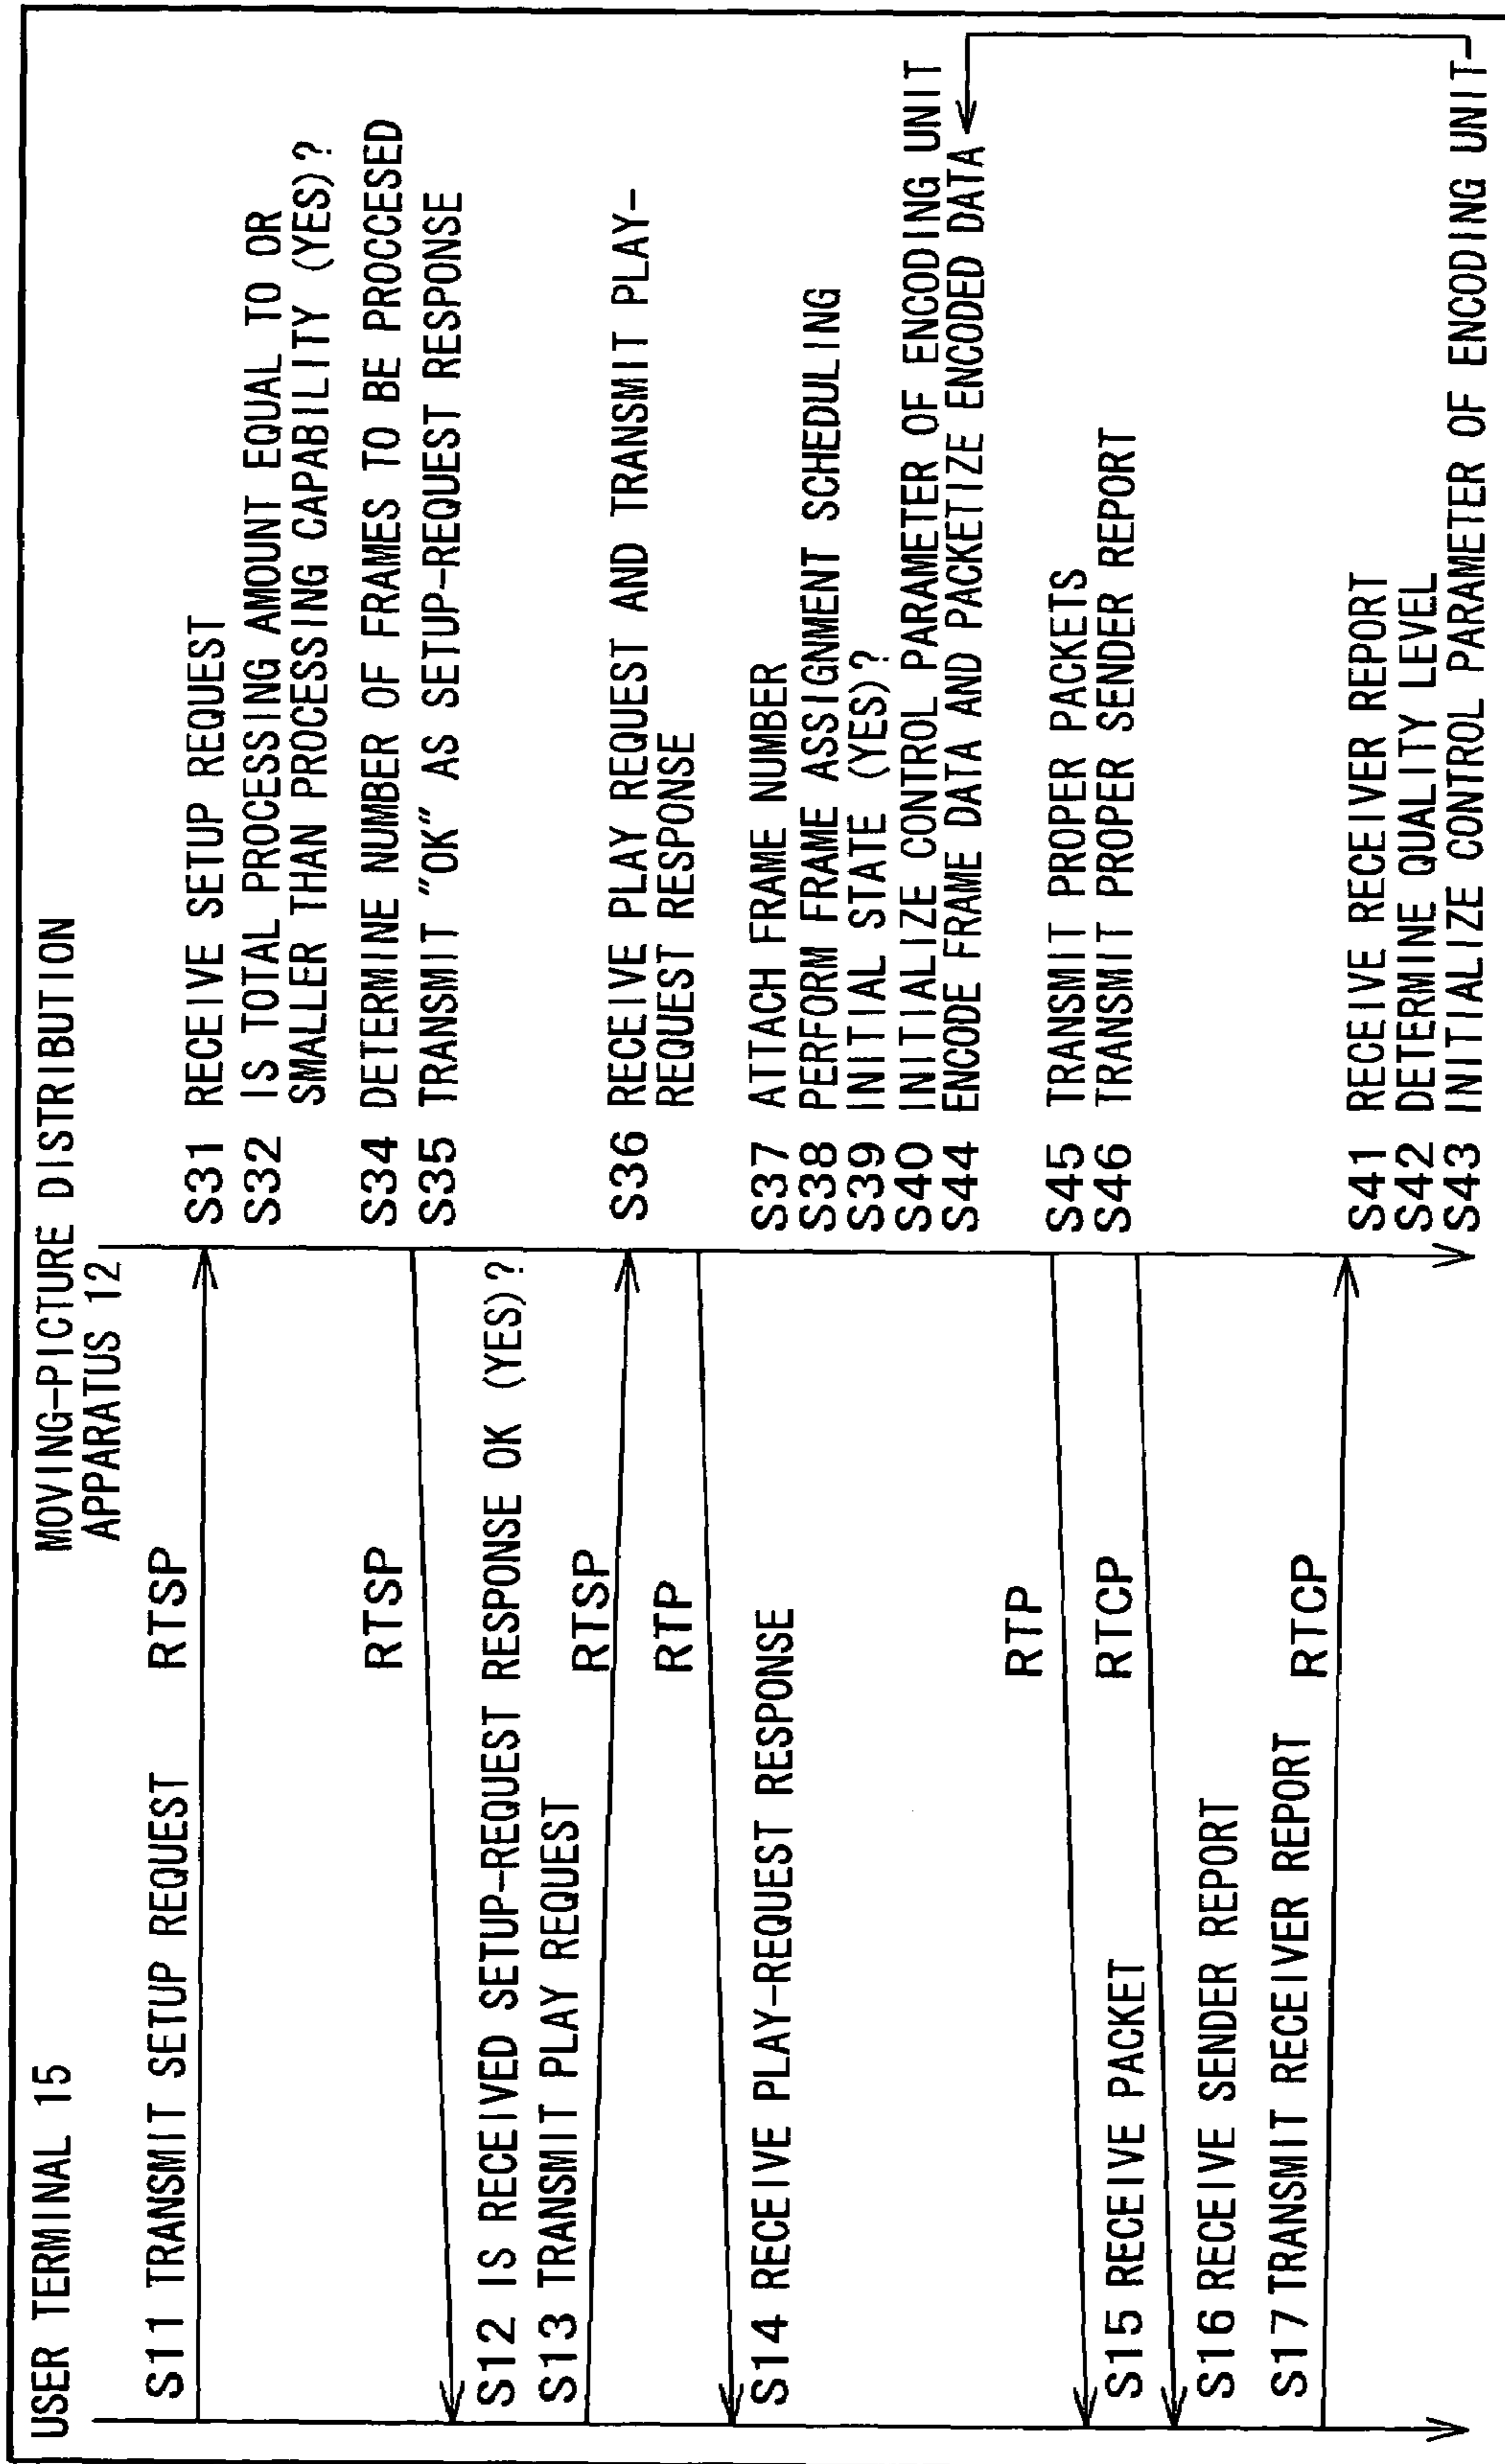 USER TERMINAL 15
MOVING-PICTURE DISTRIBUTION
APPARATUS 12
S11 TRANSMIT SETUP REQUEST
RTSP
S31 RECEIVE SETUP REQUEST
S32 IS TOTAL PROCESSING AMOUNT EQUAL TO OR
SMALLER THAN PROCESSING CAPABILITY (YES)?
RTSP
S34 DETERMINE NUMBER OF FRAMES TO BE PROCCESED
S35 TRANSMIT "OK" AS SETUP-REQUEST RESPONSE
S12 IS RECEIVED SETUP-REQUEST RESPONSE OK (YES)?
S13 TRANSMIT PLAY REQUEST
RTSP
S36 RECEIVE PLAY REQUEST AND TRANSMIT PLAY-
REQUEST RESPONSE
RTP
S14 RECEIVE PLAY-REQUEST RESPONSE
S37 ATTACH FRAME NUMBER
S38 PERFORM FRAME ASSIGNMENT SCHEDULING
S39 INITIAL STATE (YES)?
S40 INITIALIZE CONTROL PARAMETER OF ENCODING UNIT
S44 ENCODE FRAME DATA AND PACKETIZE ENCODED DATA
RTP
S45 TRANSMIT PROPER PACKETS
S46 TRANSMIT PROPER SENDER REPORT
S15 RECEIVE PACKET
RTCP
S16 RECEIVE SENDER REPORT
S17 TRANSMIT RECEIVER REPORT
RTCP
S41 RECEIVE RECEIVER REPORT
S42 DETERMINE QUALITY LEVEL
S43 INITIALIZE CONTROL PARAMETER OF ENCODING UNIT